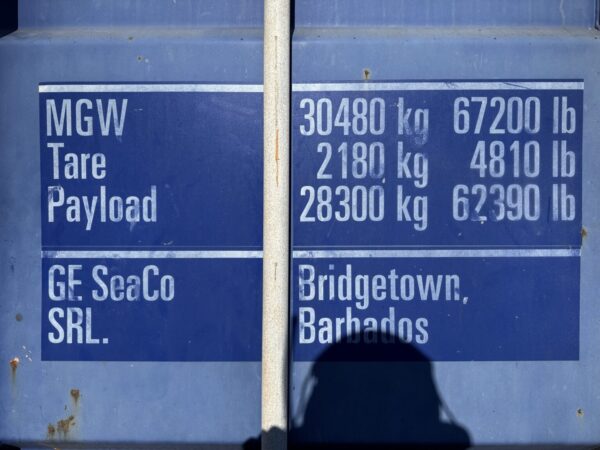 MGW 30480 kg 67200 lb
Tare 2180 kg 4810 lb
Payload 28300 kg 62390 lb
GE SeaCo Bridgetown,
SRL. Barbados